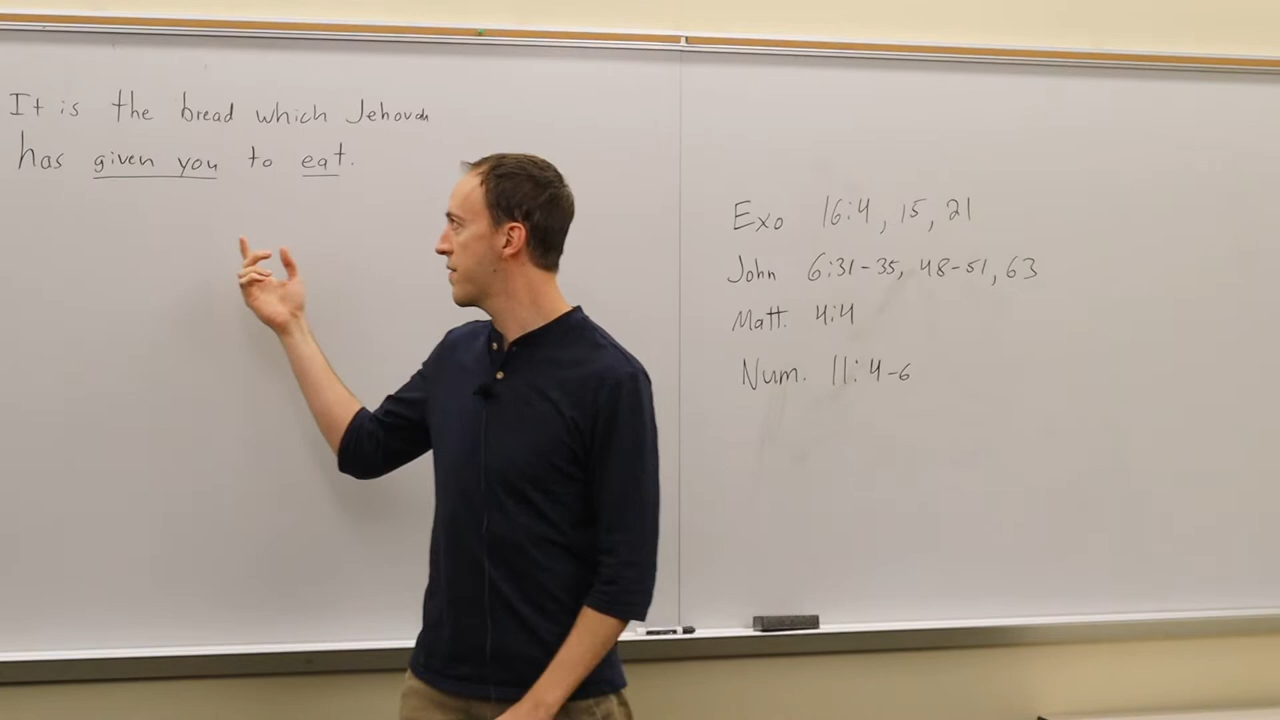 It is the bread which Jehovah
has given you to eat.
Exo 16:4, 15, 21
John 6:31-35, 48-51, 63
Matt. 4:4
Num. 11:4-6